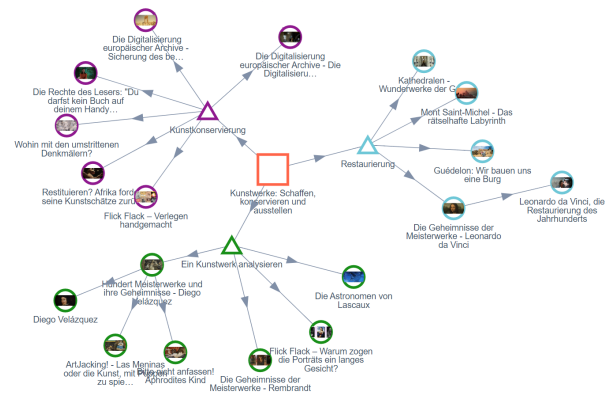 Die Digitalisierung
europäischer Archive -
Sicherung des be…
Die Digitalisierung
europäischer Archive - Die
Digitalisieru…
Die Rechte des Lesers: "Du
darfst kein Buch auf
deinem Handy…
Kunstkonservierung
Wohin mit den umstrittenen
Denkmälern?
Restituieren? Afrika
seine Kunstschätze
Flick Flack – Verlegen
handgemacht
Kathedralen -
Wunderwerke der
Mont Saint-Michel - Das
rätselhafte Labyrinth
Restaurierung
Guédelon: Wir bauen uns
eine Burg
Leonardo da Vinci, die
Restaurierung des
Jahrhunderts
Die Geheimnisse der
Meisterwerke - Leonardo
da Vinci
Kunstwerke: Schaffen,
konservieren und
ausstellen
Ein Kunstwerk analysieren
Hundert Meisterwerke und
ihre Geheimnisse - Diego
Velázquez
Diego Velázquez
ArtJacking! - Las Meninas
oder die Kunst, mit Puppen
zu spie…
Bitte nicht anfassen!
Aphrodites Kind
Die Geheimnisse der
Meisterwerke - Rembrandt
Flick Flack – Warum zogen
die Porträts ein langes
Gesicht?
Die Astronomen von
Lascaux